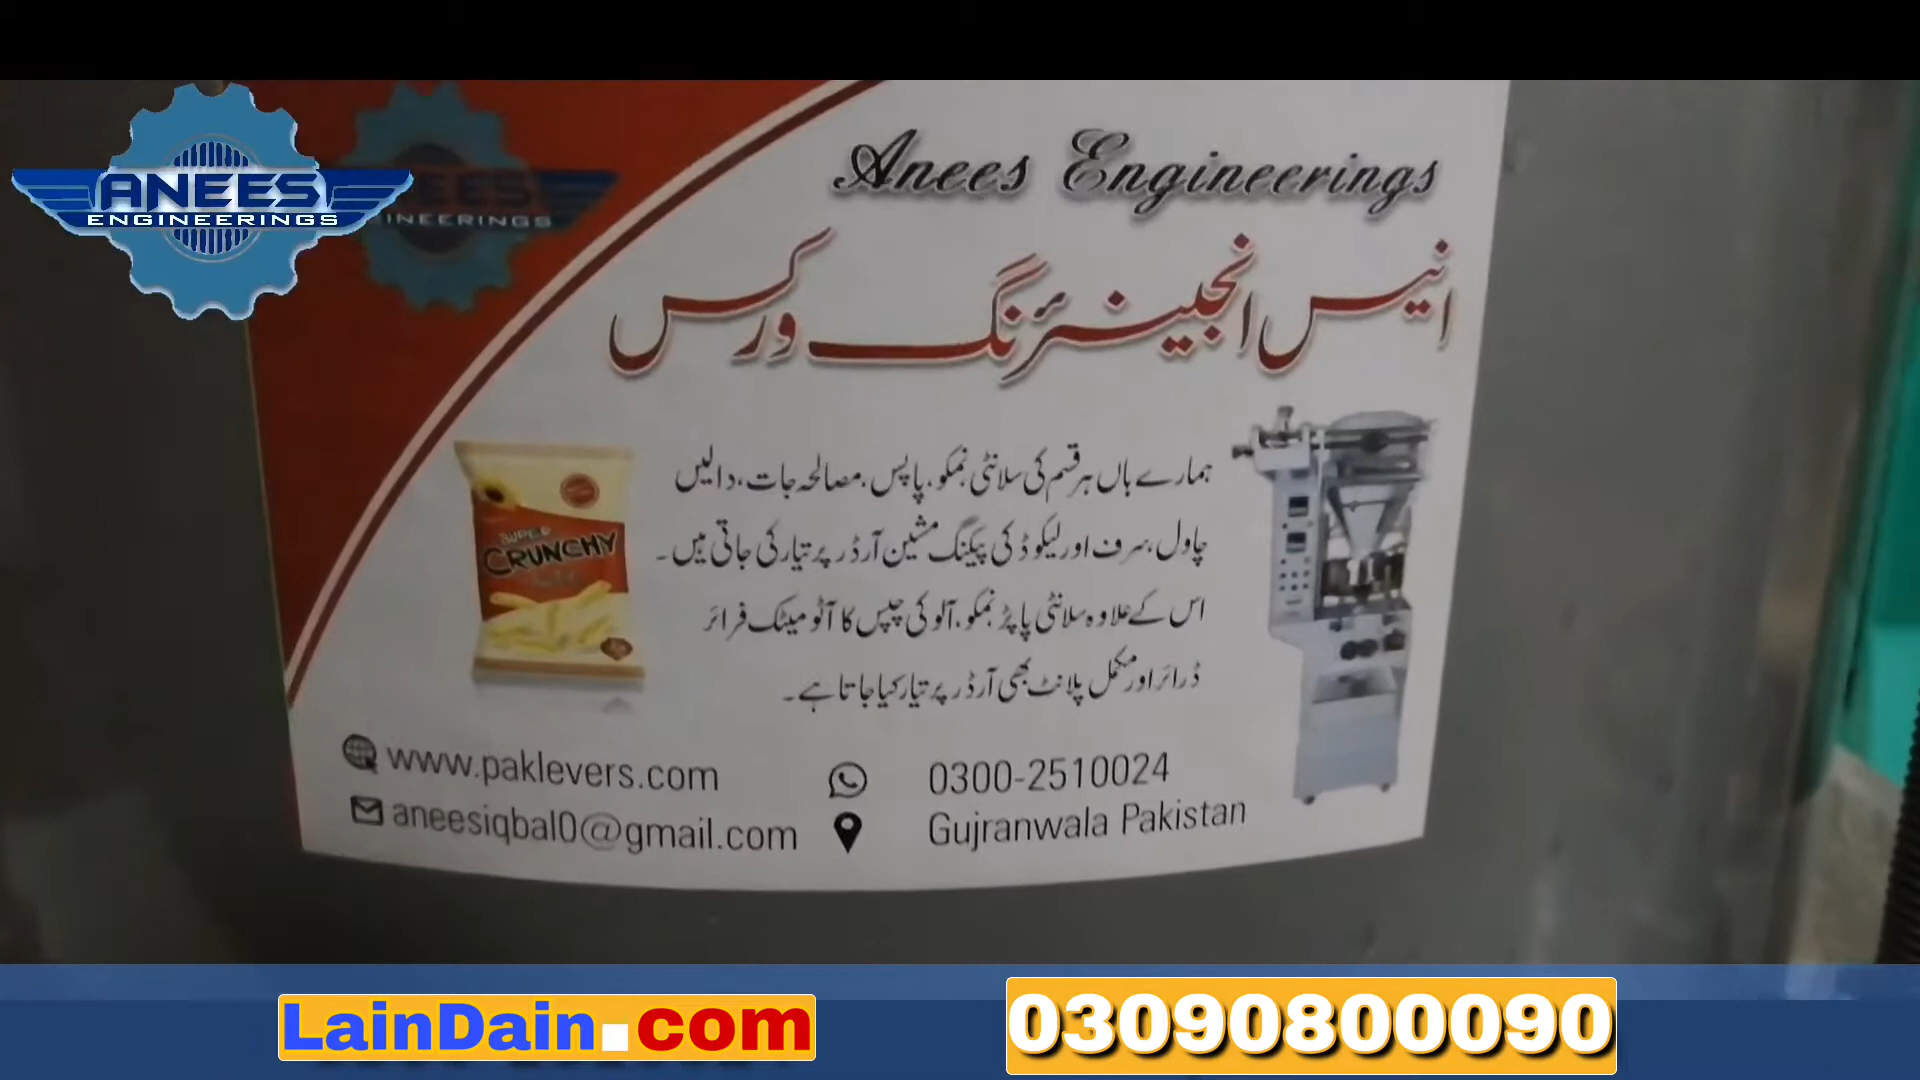 ANEES
ENGINEERINGS
Anees Engineerings
انیس انجینئرنگ ورکس
ہمارے ہاں ہر قسم کی سلانٹی، نمکو، پاپس، مصالحہ جات، دالیں
چاول، سرف اور لیکوڈ کی پیکنگ مشین آرڈر پر تیار کی جاتی ہیں۔
اس کے علاوہ سلانٹی پاپڑ، نمکو، آلو کی چپس کا آٹو میٹک فرائر
ڈرائر اور مکمل پلانٹ بھی آرڈر پر تیار کیا جاتا ہے۔
SUPER
CRUNCHY
www.paklevers.com
0300-2510024
aneesiqbal0@gmail.com
Gujranwala Pakistan
LainDain.com
03090800090